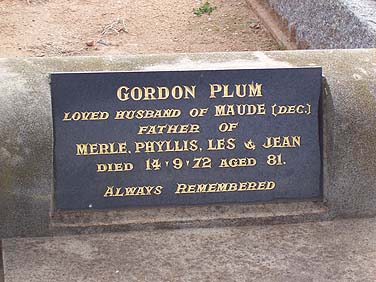 GORDON PLUM
LOVED HUSBAND OF MAUDE (DEC.)
FATHER OF
MERLE, PHYLLIS, LES & JEAN
DIED 14·9·72 AGED 81.
ALWAYS REMEMBERED